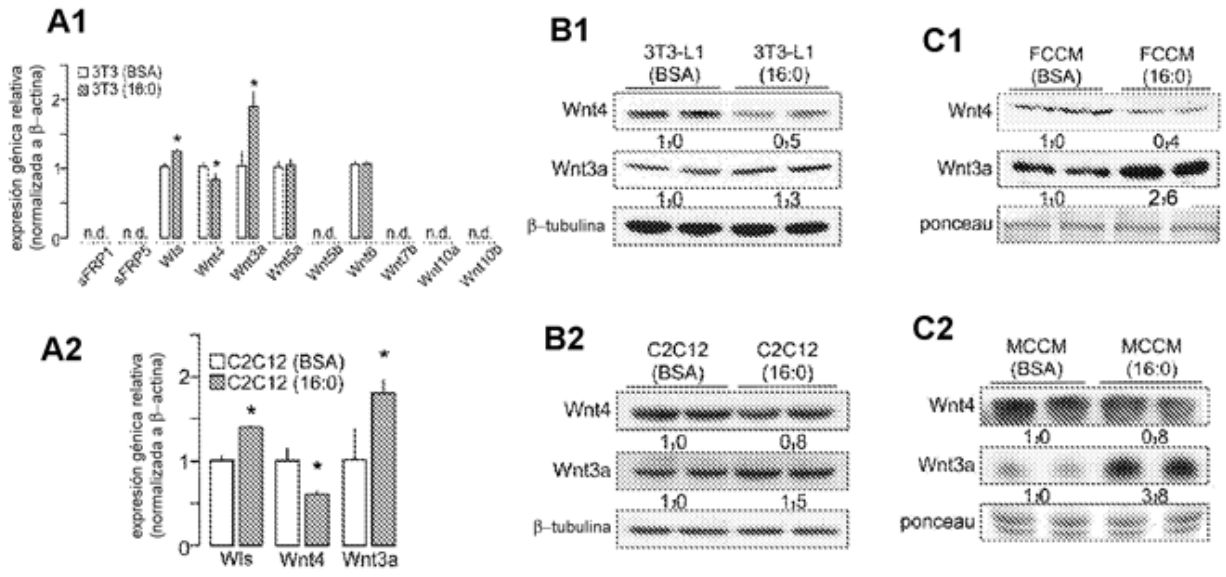 A1
expresión génica relativa
(normalizada a β-actina)
3T3 (BSA)
3T3 (16:0)
2
1
0
n.d.
n.d.
*
*
*
n.d.
n.d.
n.d.
n.d.
sFRP1
sFRP5
Wls
Wnt4
Wnt3a
Wnt5a
Wnt5b
Wnt6
Wnt7b
Wnt10a
Wnt10b
B1
3T3-L1
(BSA)
3T3-L1
(16:0)
Wnt4
1,0
0,5
Wnt3a
1,0
1,3
β-tubulina
C1
FCCM
(BSA)
FCCM
(16:0)
Wnt4
1,0
0,4
Wnt3a
1,0
2,6
ponceau
A2
expresión génica relativa
(normalizada a β-actina)
C2C12 (BSA)
C2C12 (16:0)
2
1
0
*
*
*
Wls
Wnt4
Wnt3a
B2
C2C12
(BSA)
C2C12
(16:0)
Wnt4
1,0
0,8
Wnt3a
1,0
1,5
β-tubulina
C2
MCCM
(BSA)
MCCM
(16:0)
Wnt4
1,0
0,8
Wnt3a
1,0
3,8
ponceau